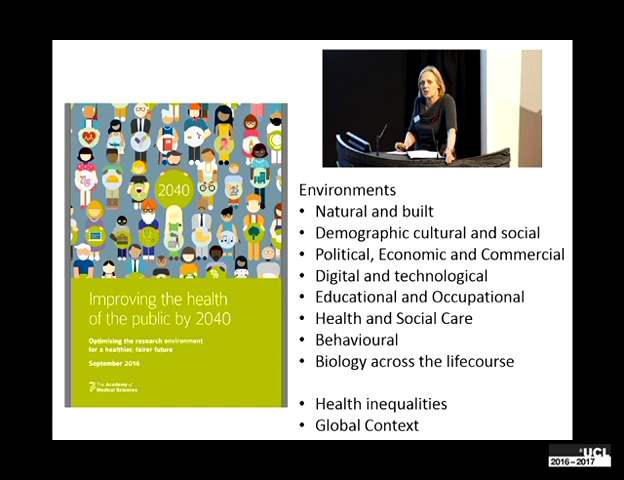 2040
Improving the health
of the public by 2040
Optimising the research environment
for a healthier, fairer future
September 2016
The Academy of
Medical Sciences
Environments
• Natural and built
• Demographic cultural and social
• Political, Economic and Commercial
• Digital and technological
• Educational and Occupational
• Health and Social Care
• Behavioural
• Biology across the lifecourse
• Health inequalities
• Global Context
UCL
2016–2017